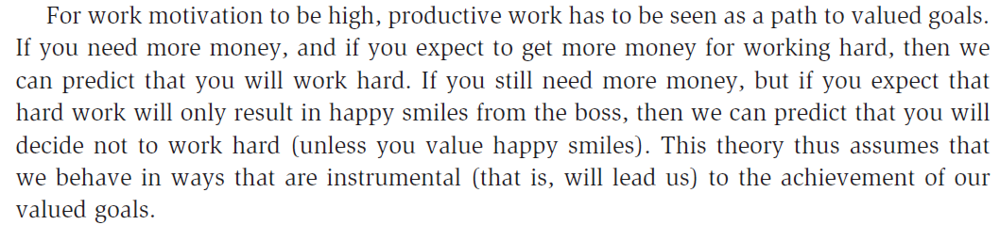 For work motivation to be high, productive work has to be seen as a path to valued goals.
If you need more money, and if you expect to get more money for working hard, then we
can predict that you will work hard. If you still need more money, but if you expect that
hard work will only result in happy smiles from the boss, then we can predict that you will
decide not to work hard (unless you value happy smiles). This theory thus assumes that
we behave in ways that are instrumental (that is, will lead us) to the achievement of our
valued goals.